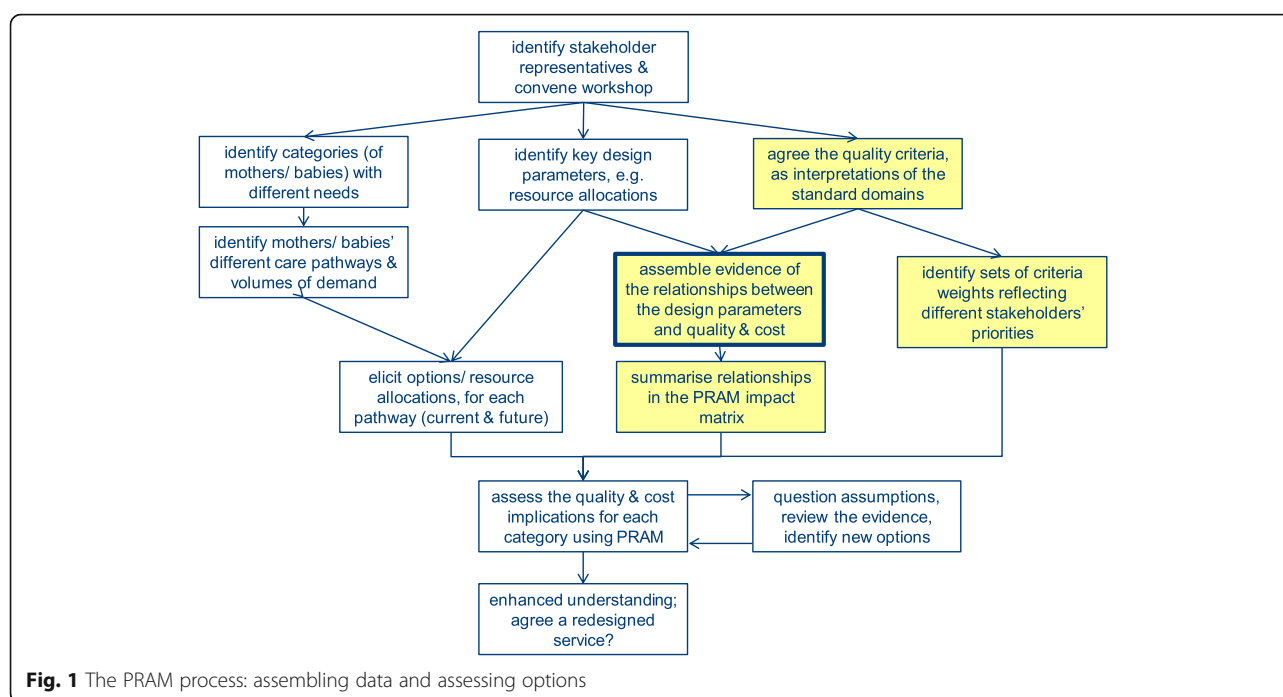 identify stakeholder
representatives &
convene workshop
identify categories (of
mothers/ babies) with
different needs
identify key design
parameters, e.g.
resource allocations
agree the quality criteria,
as interpretations of the
standard domains
identify mothers/ babies'
different care pathways &
volumes of demand
assemble evidence of
the relationships between
the design parameters
and quality & cost
identify sets of criteria
weights reflecting
different stakeholders'
priorities
elicit options/ resource
allocations, for each
pathway (current & future)
summarise relationships
in the PRAM impact
matrix
assess the quality & cost
implications for each
category using PRAM
question assumptions,
review the evidence,
identify new options
enhanced understanding;
agree a redesigned
service?
Fig. 1 The PRAM process: assembling data and assessing options